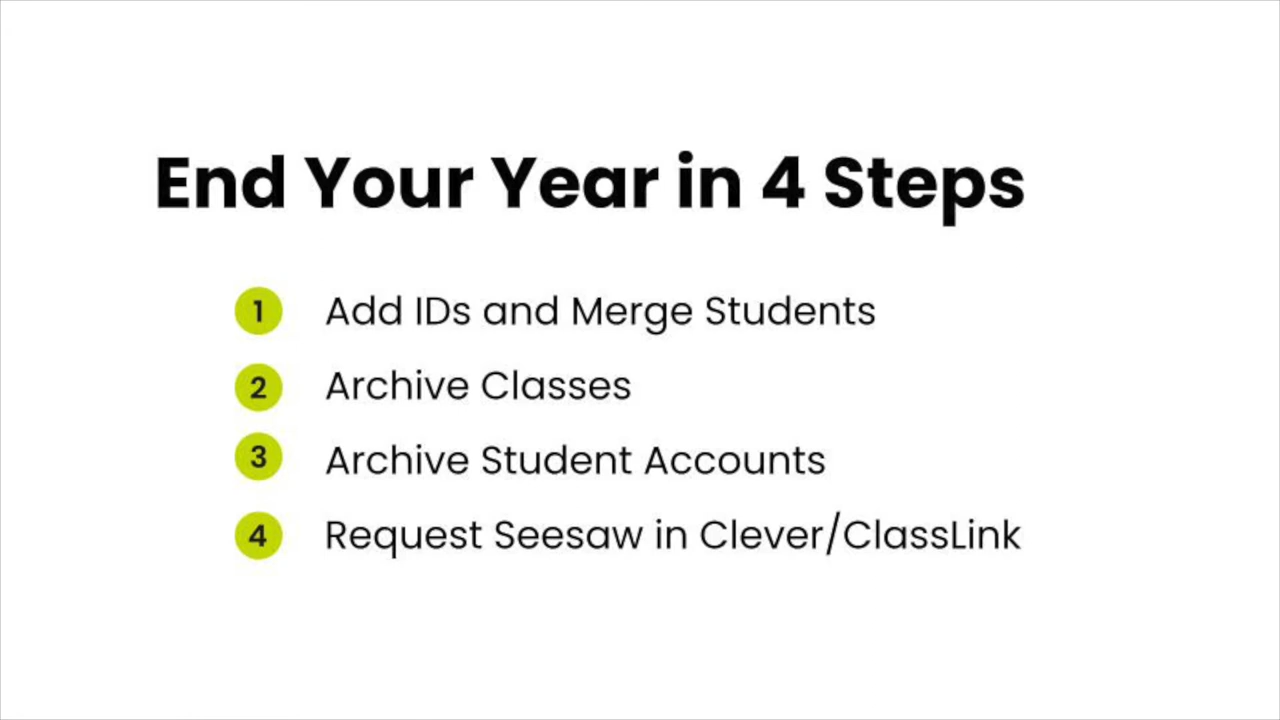 End Your Year in 4 Steps
1 Add IDs and Merge Students
2 Archive Classes
3 Archive Student Accounts
4 Request Seesaw in Clever/ClassLink